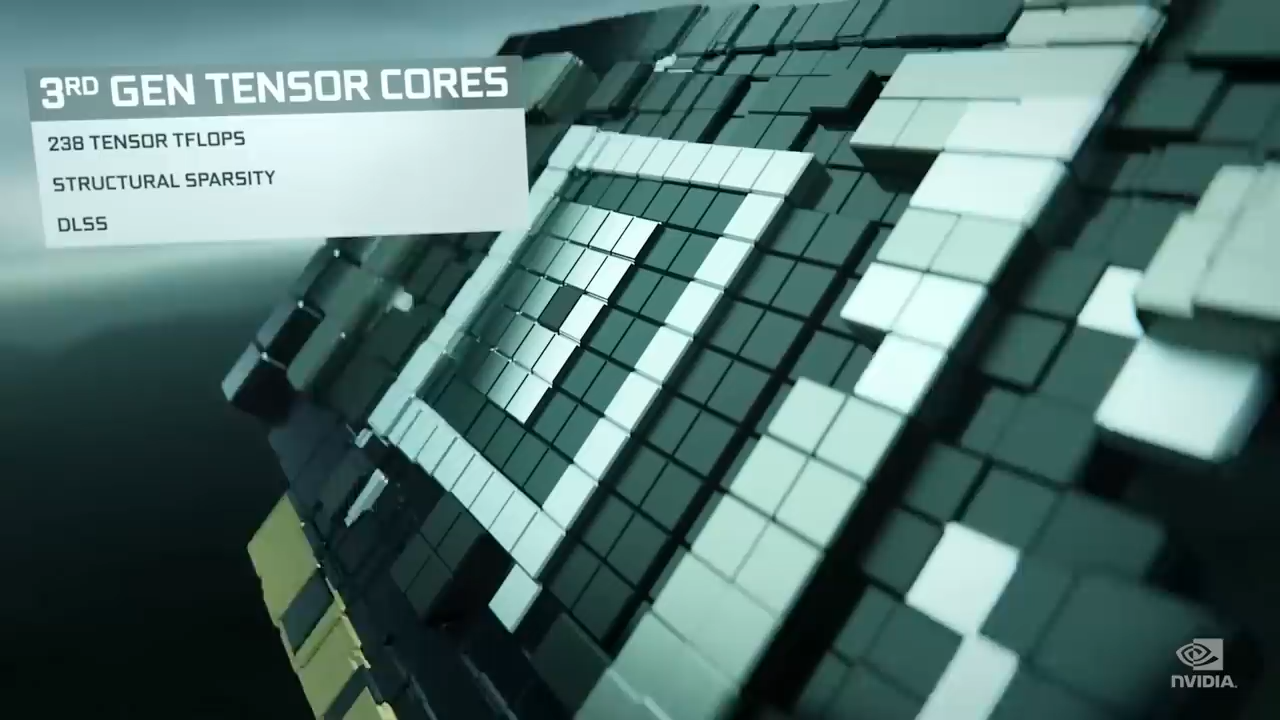 3RD GEN TENSOR CORES
238 TENSOR TFLOPS
STRUCTURAL SPARSITY
DLSS
NVIDIA.